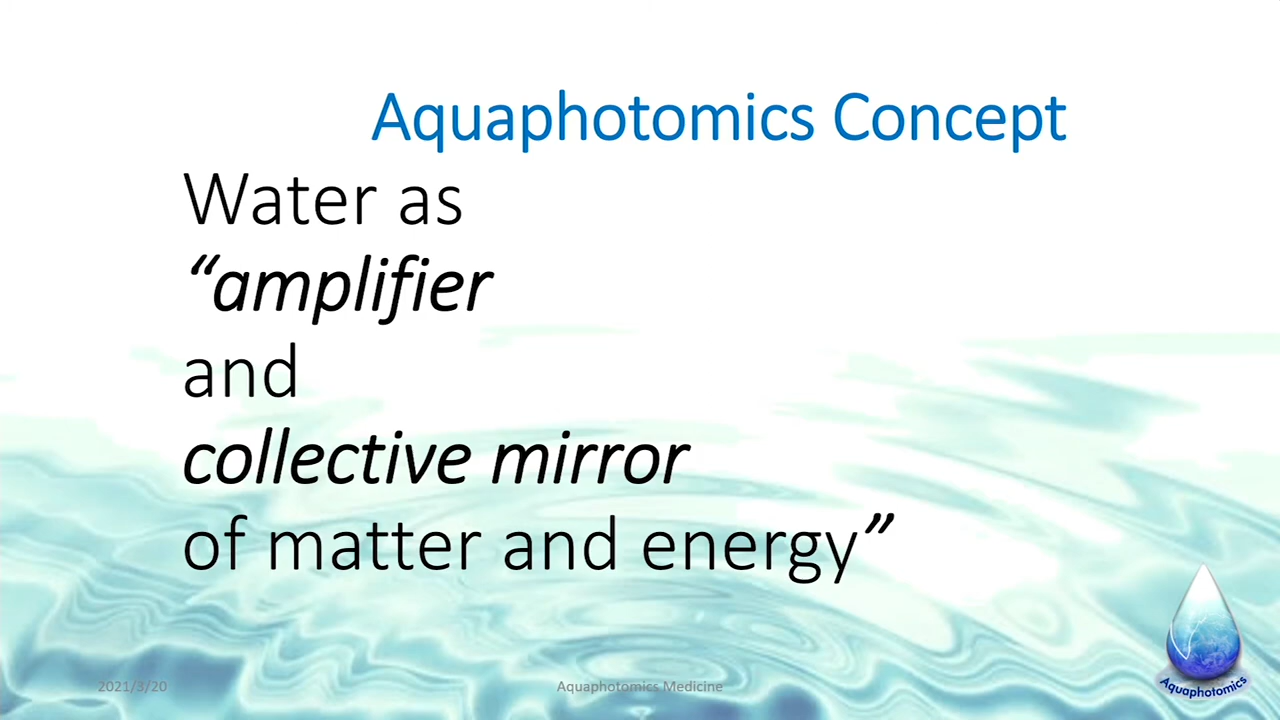 Aquaphotomics Concept
Water as
“amplifier
and
collective mirror
of matter and energy”
2021/3/20
Aquaphotomics Medicine
Aquaphotomics